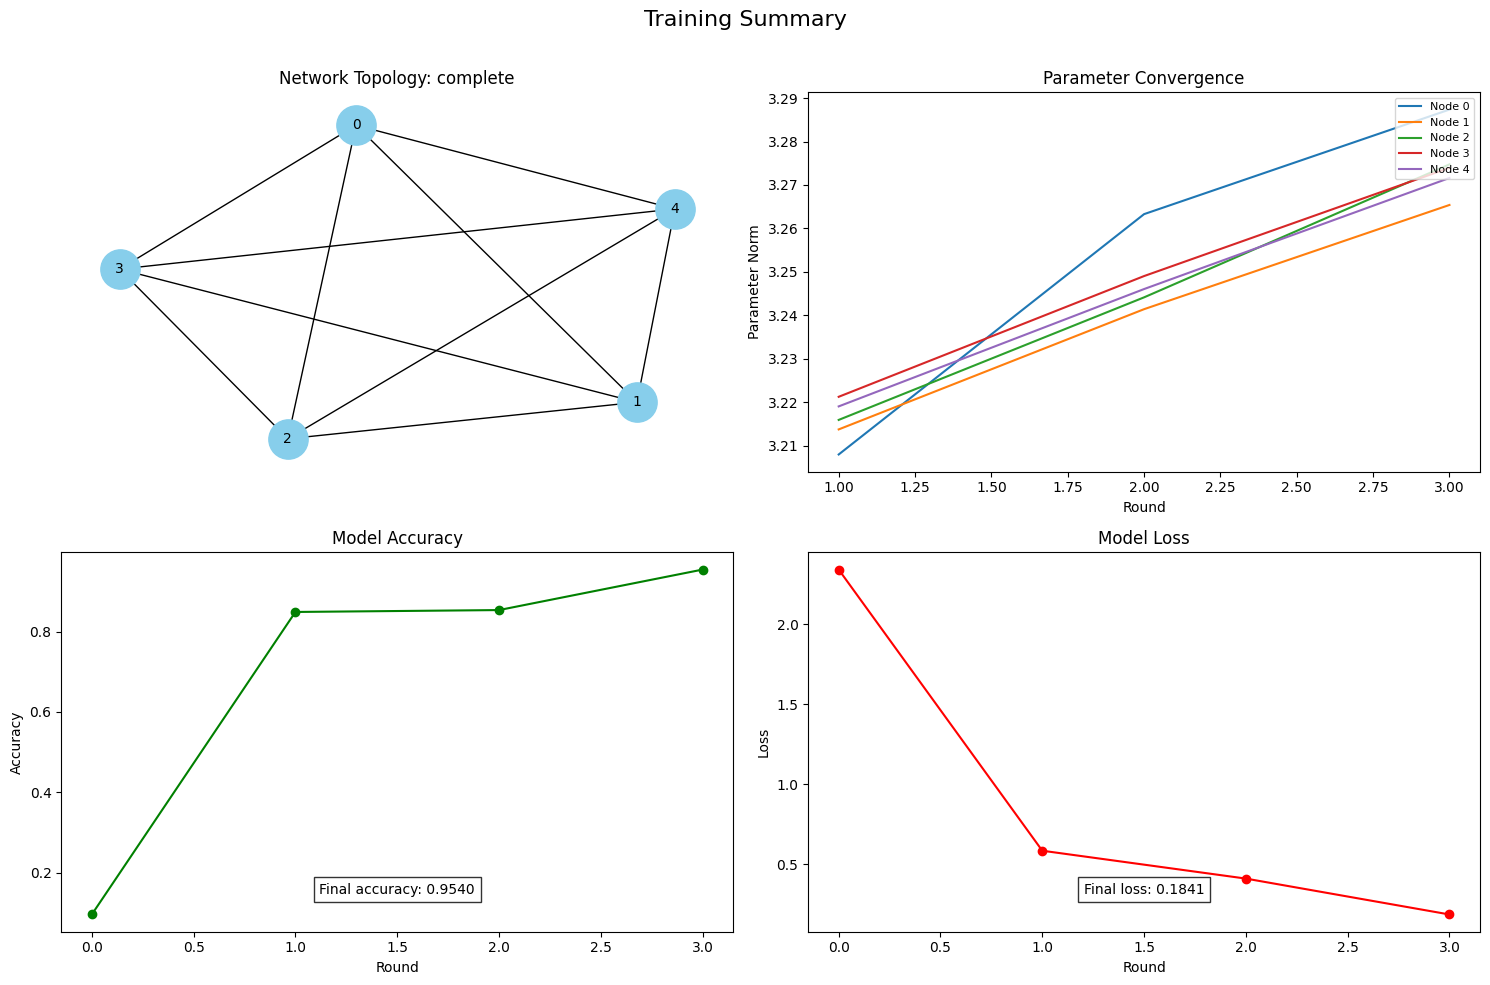 Training Summary
Network Topology: complete
0
4
3
1
2
Parameter Convergence
Parameter Norm
3.29
3.28
3.27
3.26
3.25
3.24
3.23
3.22
3.21
Node 0
Node 1
Node 2
Node 3
Node 4
1.00 1.25 1.50 1.75 2.00 2.25 2.50 2.75 3.00
Round
Model Accuracy
Accuracy
0.8
0.6
0.4
0.2
Final accuracy: 0.9540
0.0 0.5 1.0 1.5 2.0 2.5 3.0
Round
Model Loss
Loss
2.0
1.5
1.0
0.5
Final loss: 0.1841
0.0 0.5 1.0 1.5 2.0 2.5 3.0
Round